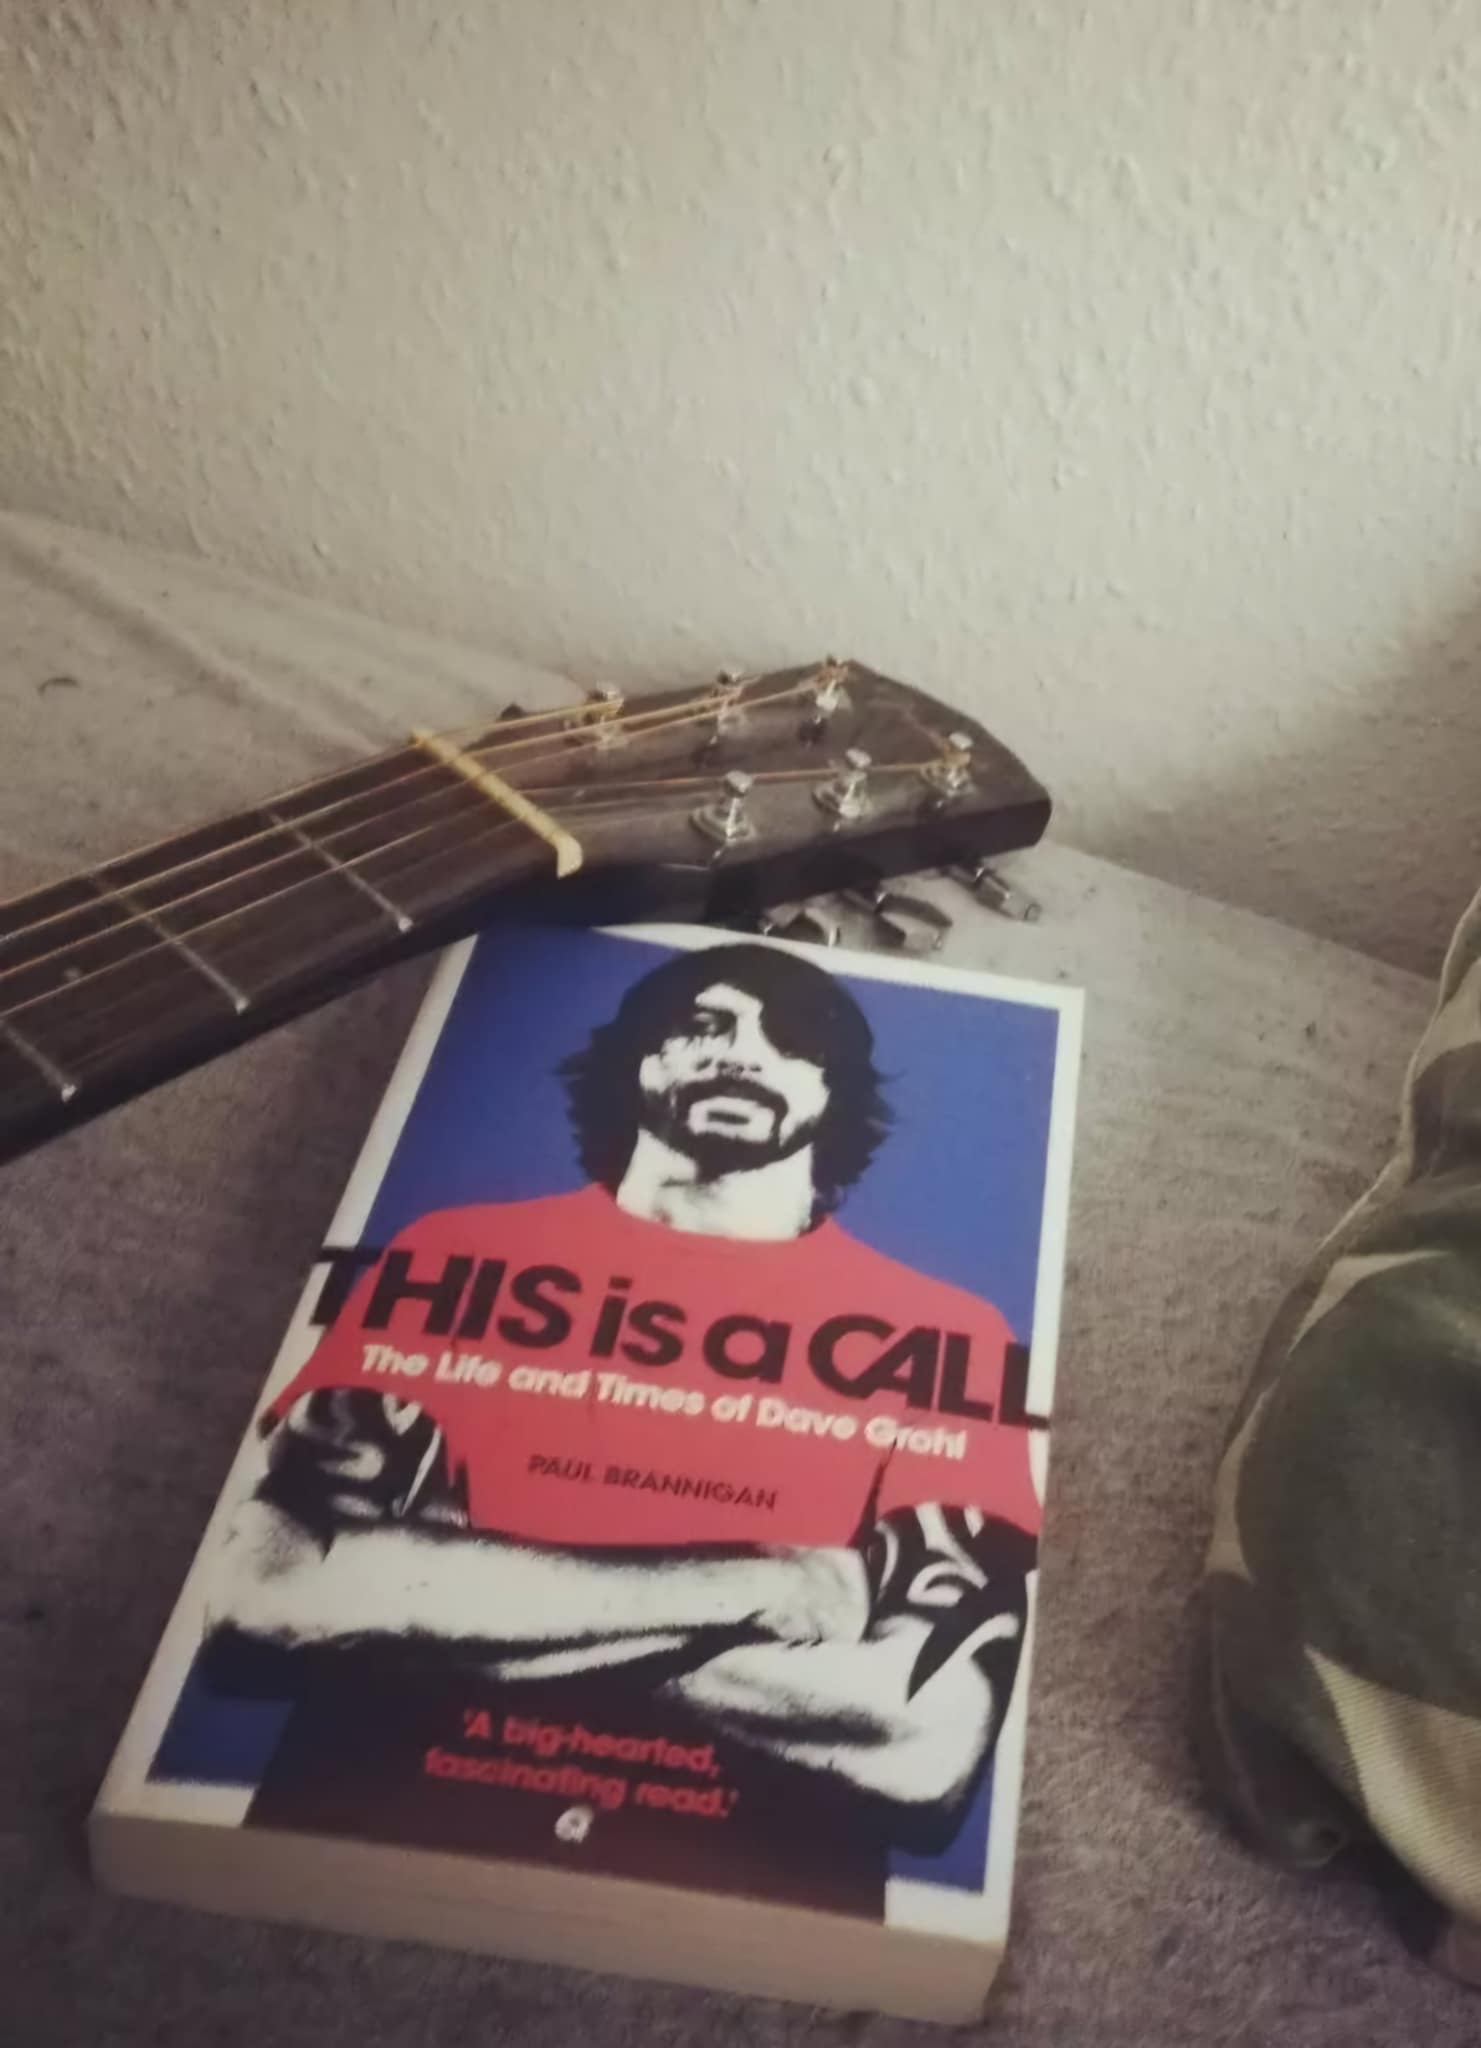 THIS is a CALL
The Life and Times of Dave Grohl
PAUL BRANNIGAN
'A big-hearted,
fascinating read.'
Q